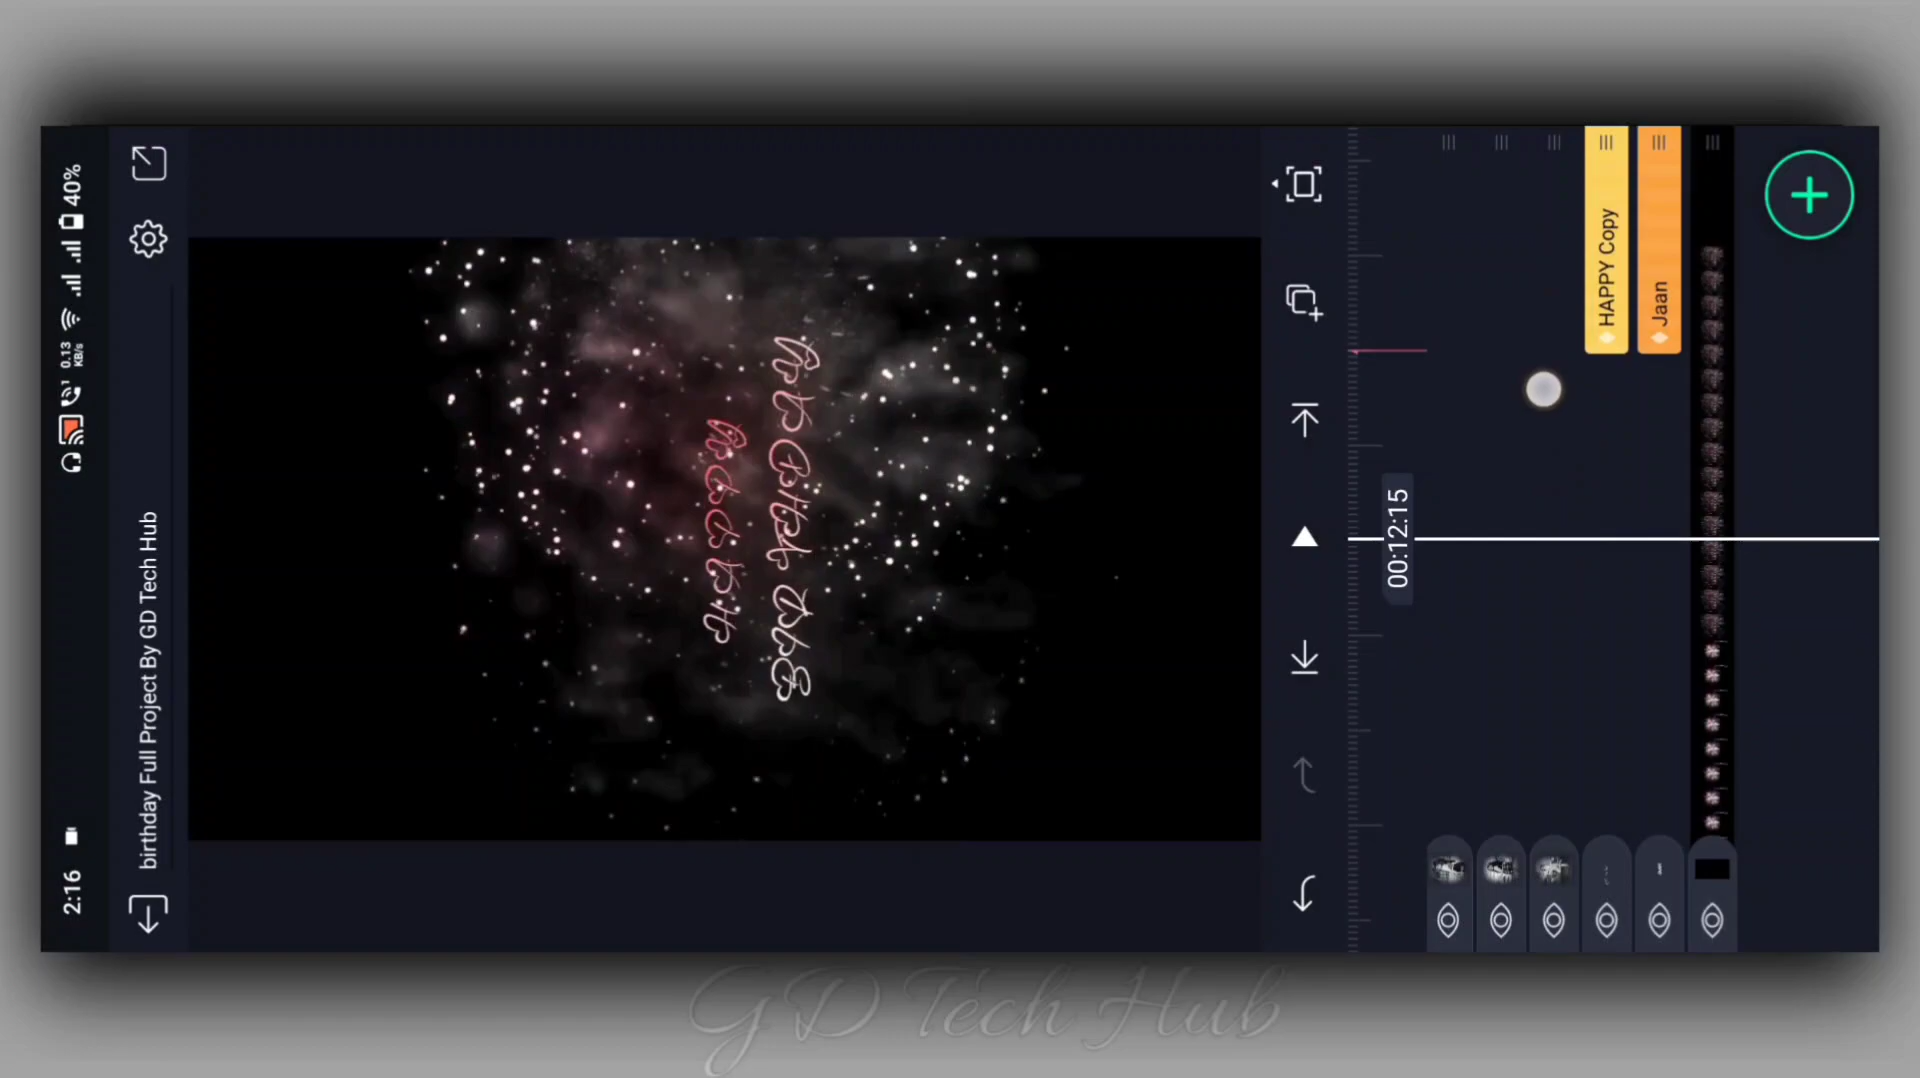 2:16
0.13 KB/s
40%
birthday Full Project By GD Tech Hub
00:12:15
HAPPY Copy
Jaan
GD Tech Hub